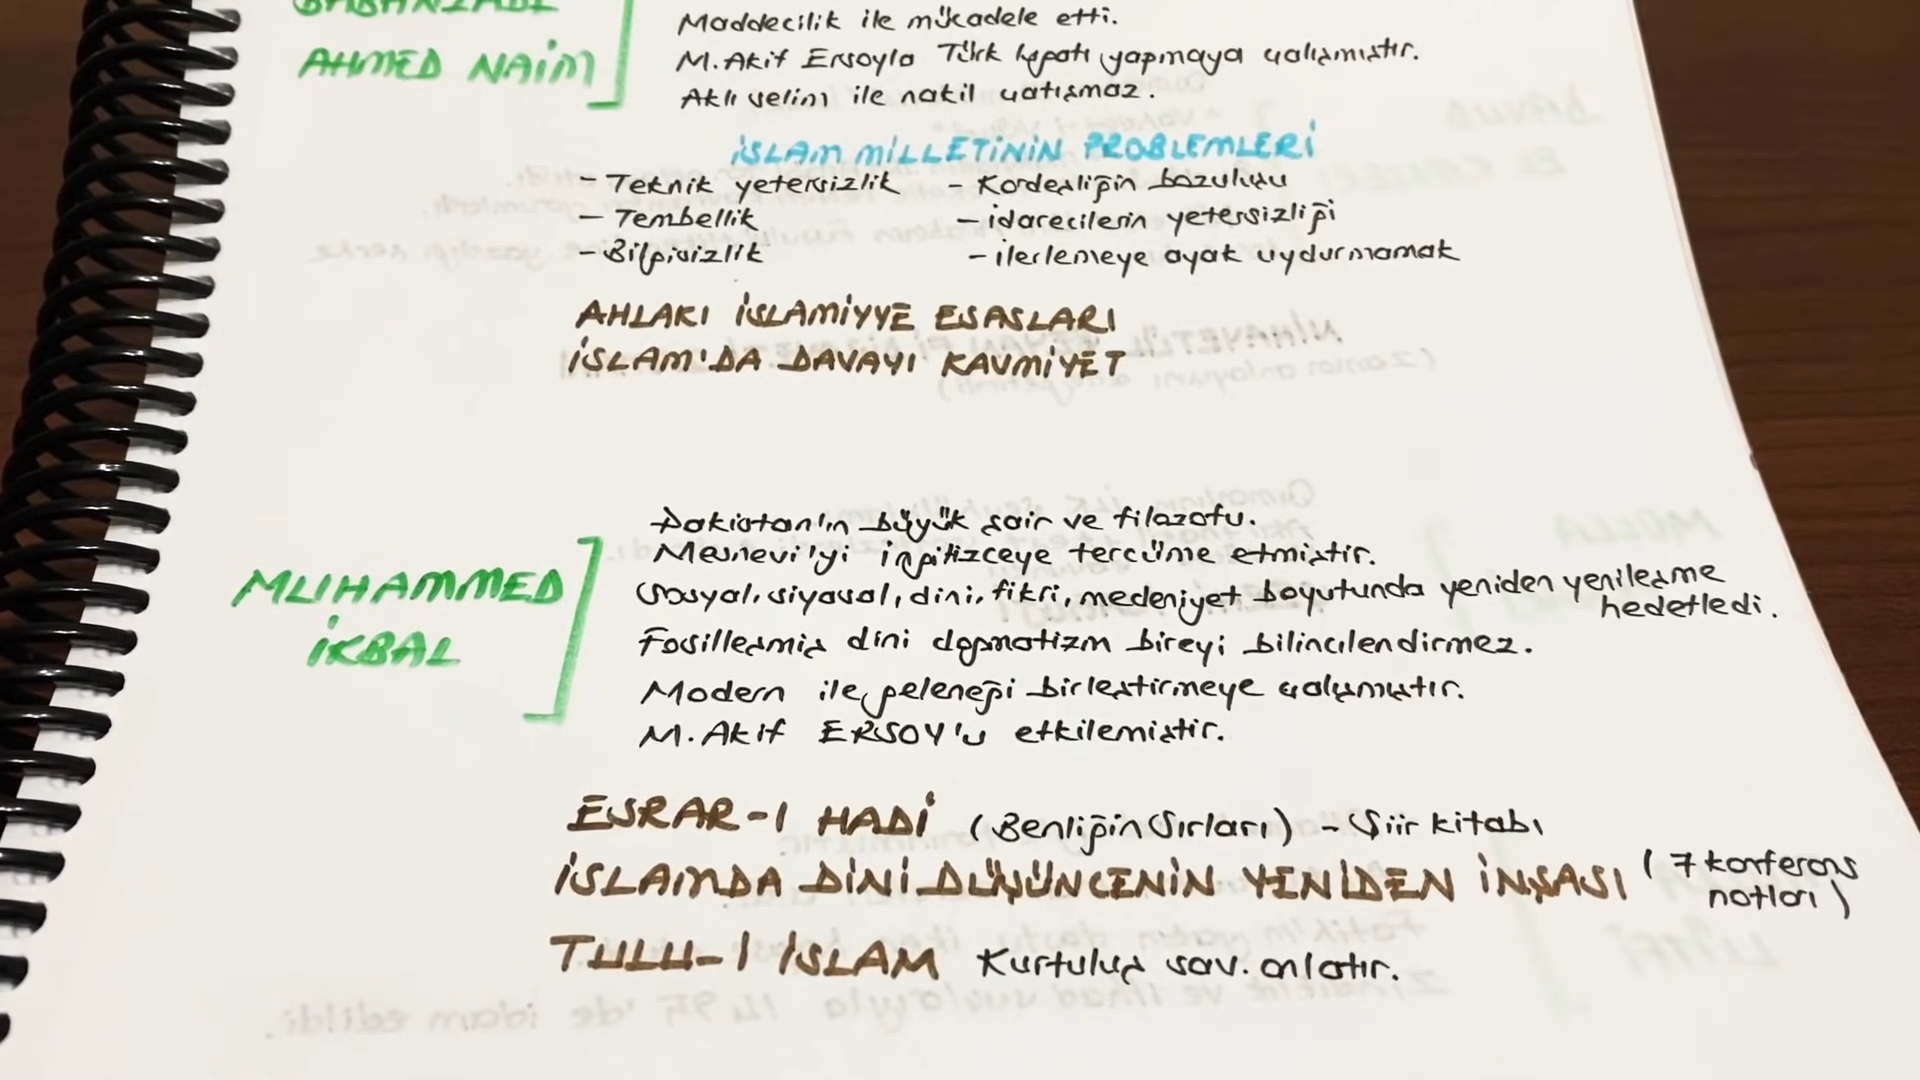 AHMED NAİM
Maddecilik ile mücadele etti.
M. Akif Ersoyla Türk yapmaya çalışmıştır.
Aklı selim ile nakil çatışmaz.
İSLAM MİLLETİNİN PROBLEMLERİ
- Teknik yetersizlik - Kardeşliğin bozuluşu
- Tembellik - idarecilerin yetersizliği
- Bilgisizlik - ilerlemeye ayak uydurmamak
AHLAKI İSLAMİYYE ESASLARI
İSLAM'DA DAVAYI KAVMİYET
MUHAMMED
İKBAL
Pakistan'ın büyük şair ve filazofu.
Mesnevi'yi ingilizceye tercüme etmiştir.
Sosyal, siyasal, dini, fikri, medeniyet boyutunda yeniden yenileşme
hedefledi.
Fosilleşmiş dini dogmatizm bireyi bilinçlendirmez.
Modern ile geleneği birleştirmeye çalışmıştır.
M. Akif ERSOY'u etkilemiştir.
ESRAR-I HADİ (Benliğin Sırları) - Şiir kitabı
İSLAMDA DİNİ DÜŞÜNCENİN YENİDEN İNŞASI (7 konferans
notları)
TULU-I İSLAM Kurtuluş sav. anlatır.